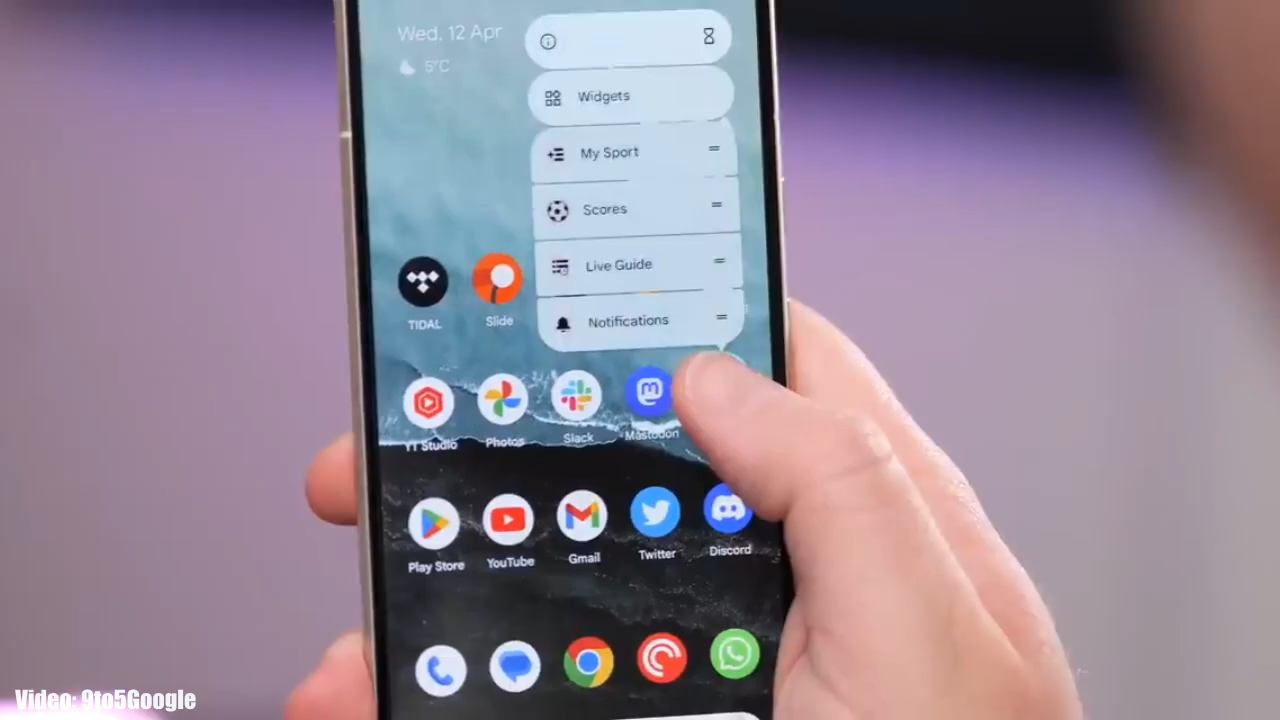 Wed, 12 Apr
5°C
Widgets
My Sport
Scores
Live Guide
Notifications
TIDAL
Slide
YT Studio
Photos
Slack
Mastodon
Play Store
YouTube
Gmail
Twitter
Discord
Video: 9to5Google